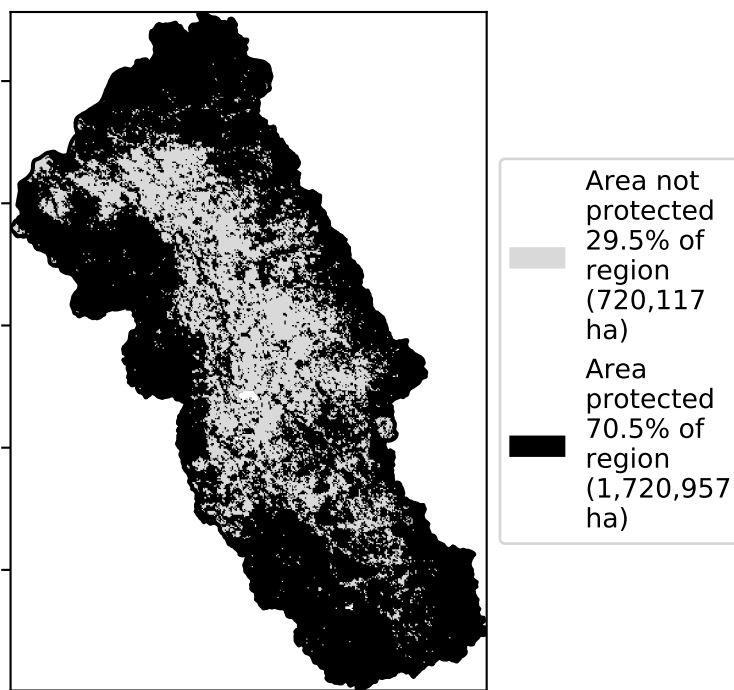 Area not
protected
29.5% of
region
(720,117
ha)
Area
protected
70.5% of
region
(1,720,957
ha)